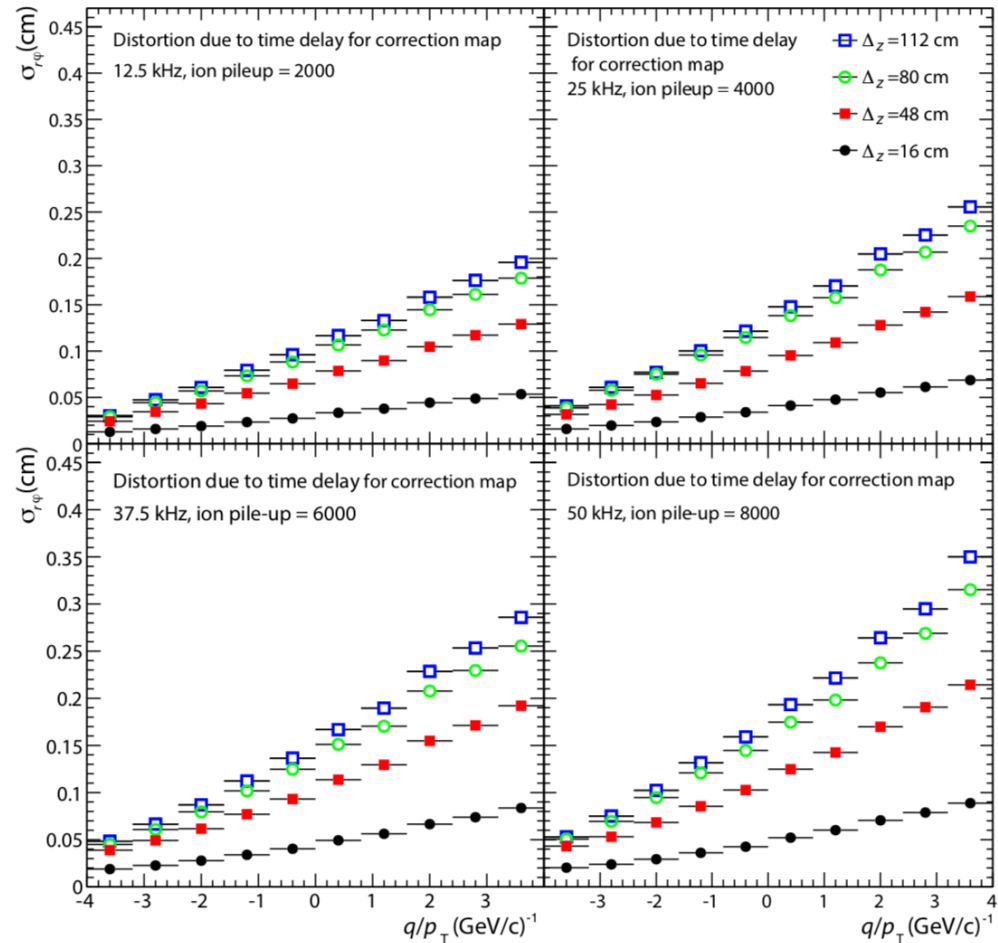 σrφ(cm)
0.45
0.4
0.35
0.3
0.25
0.2
0.15
0.1
0.05
0
Distortion due to time delay for correction map
12.5 kHz, ion pileup = 2000
Distortion due to time delay
for correction map
25 kHz, ion pileup = 4000
Δz=112 cm
Δz=80 cm
Δz=48 cm
Δz=16 cm
σrφ(cm)
0.45
0.4
0.35
0.3
0.25
0.2
0.15
0.1
0.05
0
Distortion due to time delay for correction map
37.5 kHz, ion pile-up = 6000
Distortion due to time delay for correction map
50 kHz, ion pile-up = 8000
-4 -3 -2 -1 0 1 2 3 -3 -2 -1 0 1 2 3 4
q/pT (GeV/c)-1 q/pT (GeV/c)-1